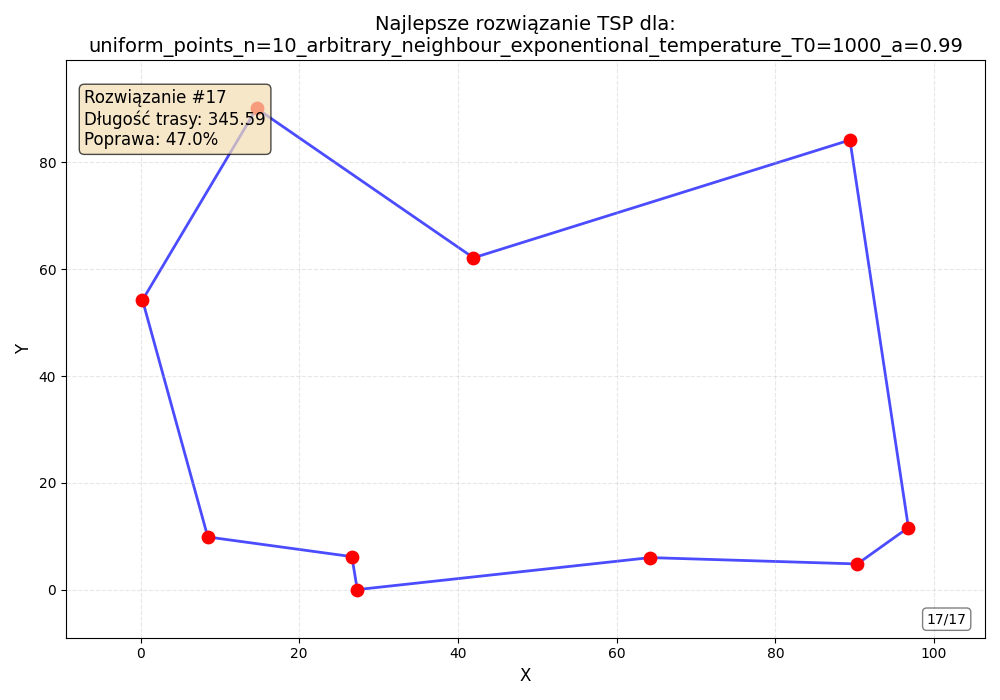 Najlepsze rozwiązanie TSP dla:
uniform_points_n=10_arbitrary_neighbour_exponentional_temperature_T0=1000_a=0.99
Rozwiązanie #17
Długość trasy: 345.59
Poprawa: 47.0%
80
60
40
20
0
Y
0
20
40
60
80
100
X
17/17